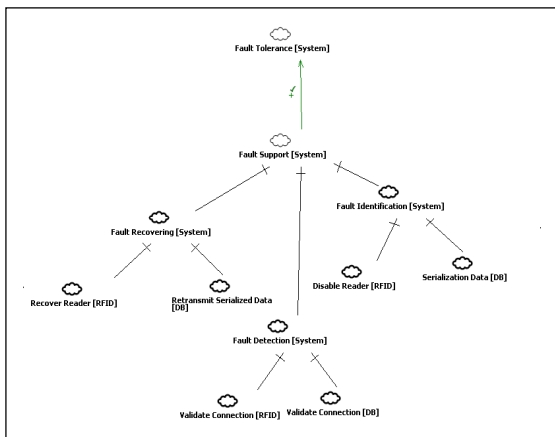 Fault Tolerance [System]
Fault Support [System]
Fault Identification [System]
Fault Recovering [System]
Disable Reader [RFID]
Serialization Data [DB]
Recover Reader [RFID]
Retransmit Serialized Data
[DB]
Fault Detection [System]
Validate Connection [RFID]
Validate Connection [DB]